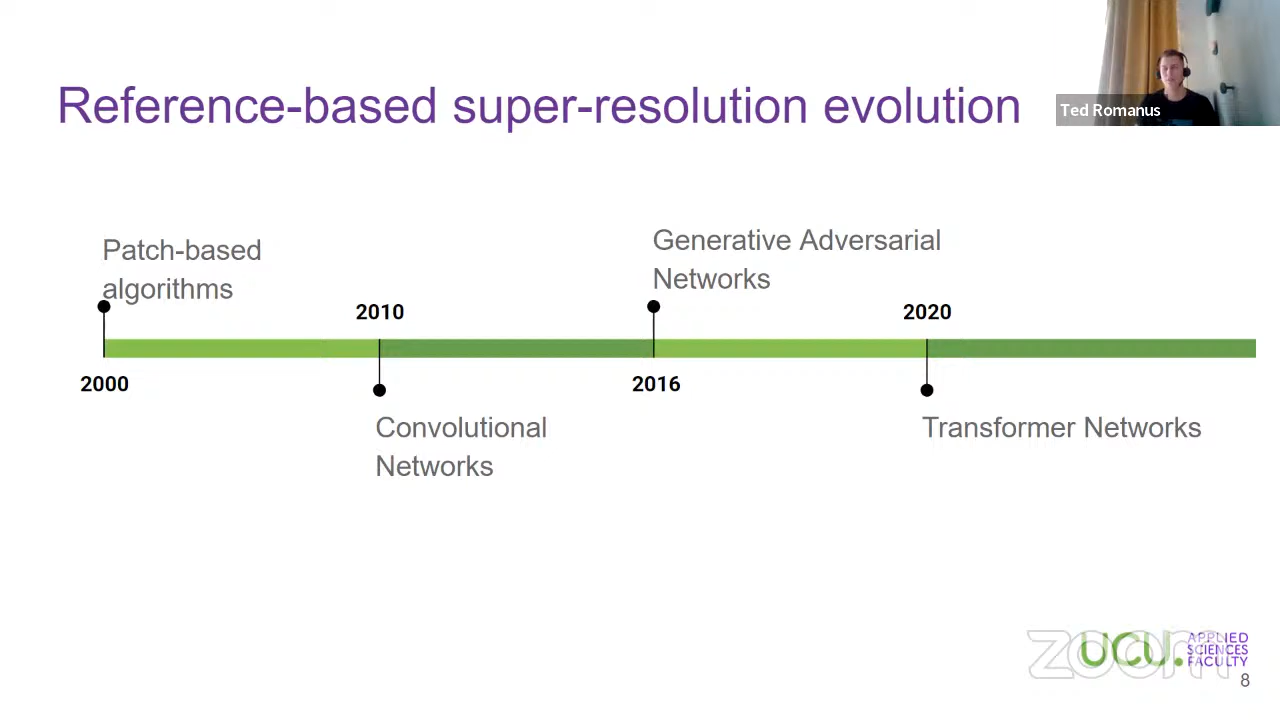 Reference-based super-resolution evolution
Ted Romanus
Patch-based
algorithms
Generative Adversarial
Networks
2010
2020
2000
2016
Convolutional
Networks
Transformer Networks
zoom
UCU.
APPLIED
SCIENCES
FACULTY
8